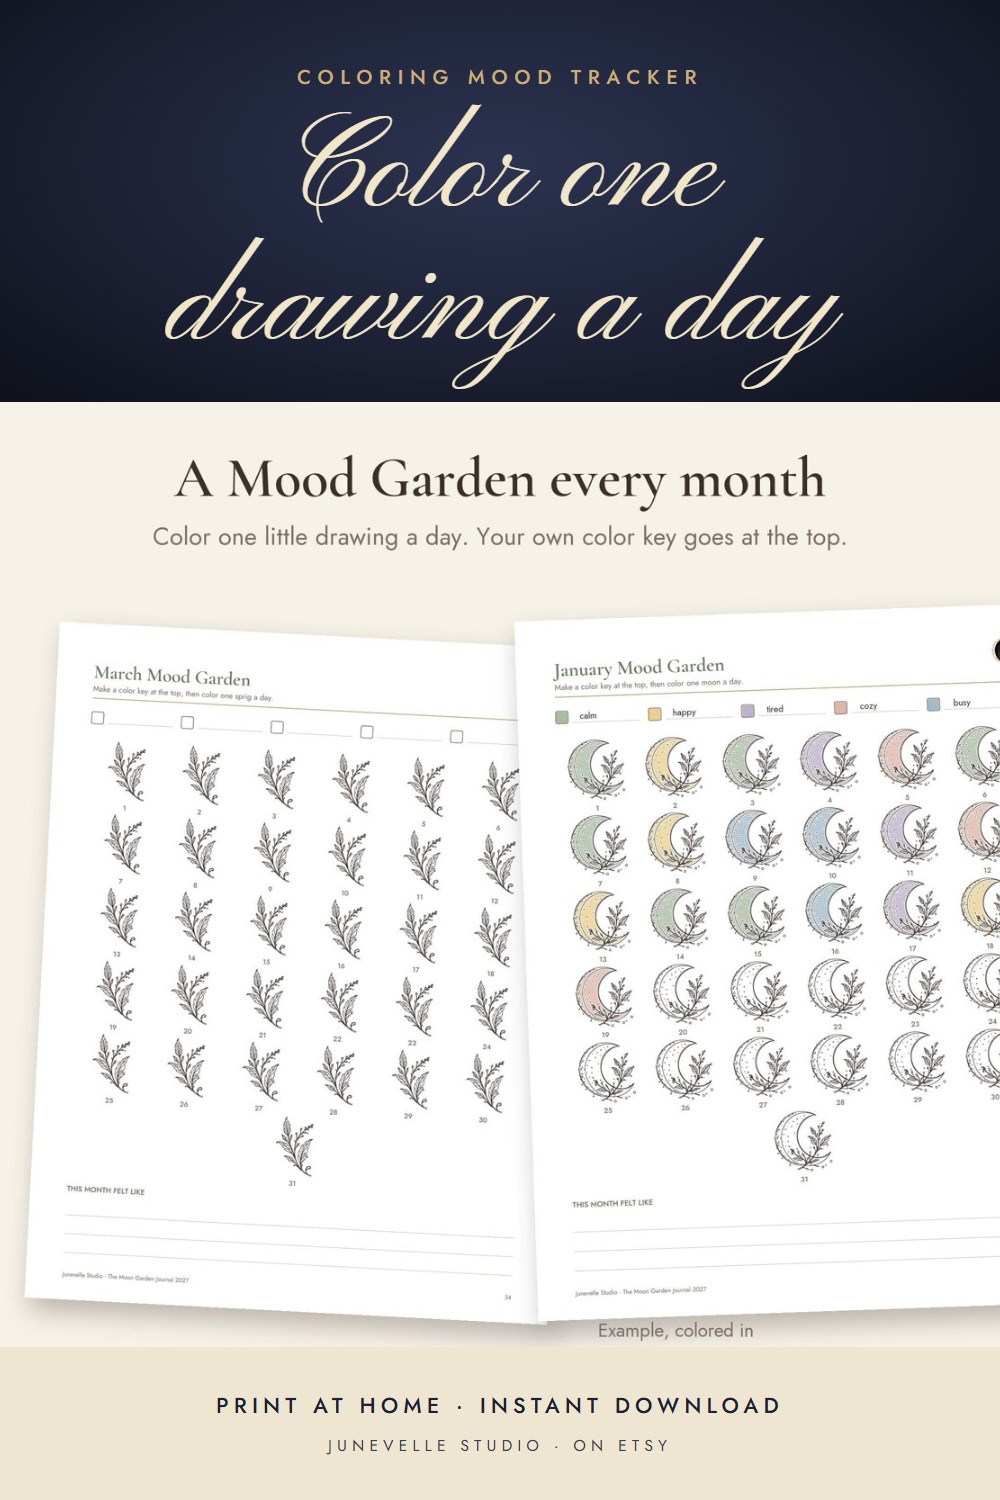 COLORING MOOD TRACKER
Color one
drawing a day
A Mood Garden every month
Color one little drawing a day. Your own color key goes at the top.
March Mood Garden
Make a color key at the top, then color one sprig a day.
1 2 3 4 5 6
7 8 9 10 11 12
13 14 15 16 17 18
19 20 21 22 23 24
25 26 27 28 29 30
31
THIS MONTH FELT LIKE
Junevelle Studio · The Moon Garden Journal 2027
34
January Mood Garden
Make a color key at the top, then color one moon a day.
calm happy tired cozy busy
1 2 3 4 5 6
7 8 9 10 11 12
13 14 15 16 17 18
19 20 21 22 23 24
25 26 27 28 29 30
31
THIS MONTH FELT LIKE
Junevelle Studio · The Moon Garden Journal 2027
Example, colored in
PRINT AT HOME · INSTANT DOWNLOAD
JUNEVELLE STUDIO · ON ETSY